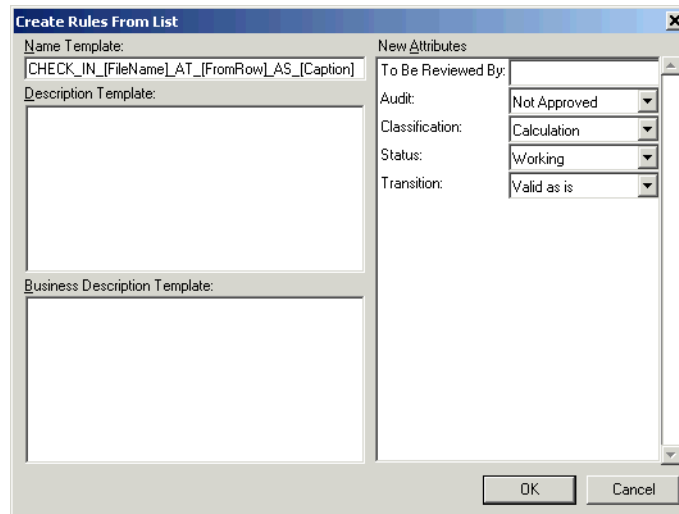 Create Rules From List
Name Template:
CHECK_IN_[FileName]_AT_[FromRow]_AS_[Caption]
Description Template:
Business Description Template:
New Attributes
To Be Reviewed By:
Audit: Not Approved
Classification: Calculation
Status: Working
Transition: Valid as is
OK Cancel